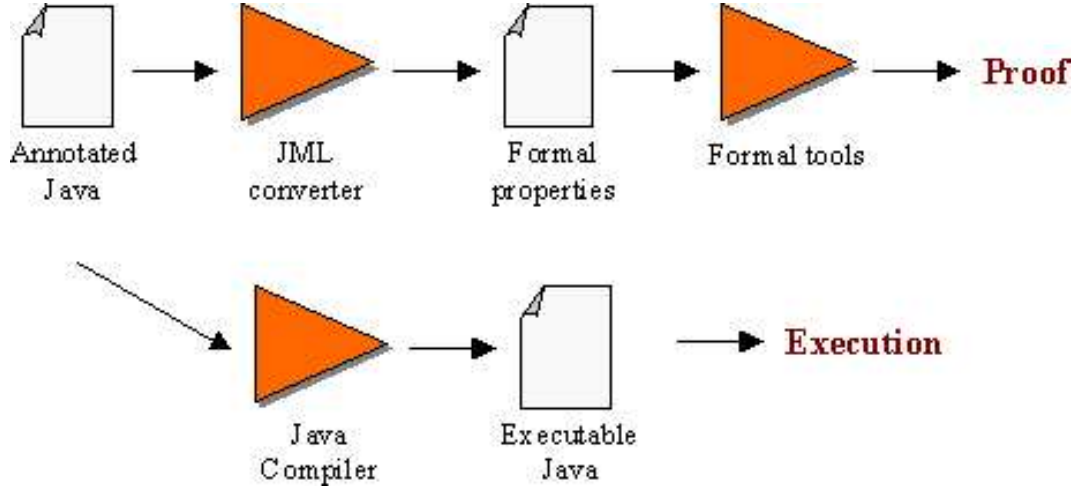 Annotated
Java
JML
converter
Formal
properties
Formal tools
Proof
Java
Compiler
Executable
Java
Execution